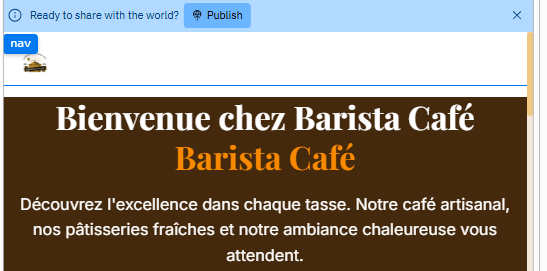 Ready to share with the world? Publish
nav
Bienvenue chez Barista Café
Barista Café
Découvrez l'excellence dans chaque tasse. Notre café artisanal,
nos pâtisseries fraîches et notre ambiance chaleureuse vous
attendent.